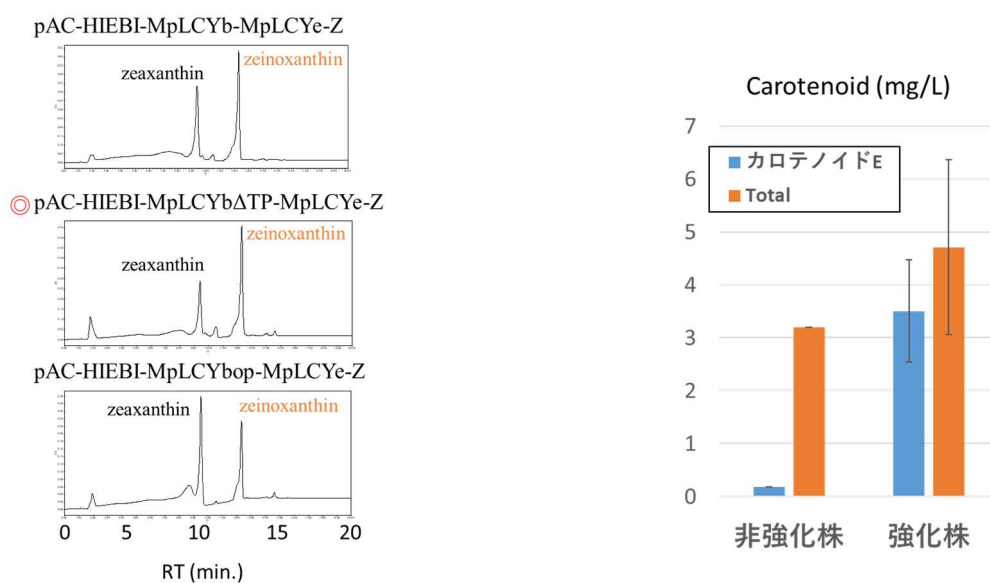 pAC-HIEBI-MpLCYb-MpLCYe-Z
zeaxanthin
zeinoxanthin
◎ pAC-HIEBI-MpLCYbΔTP-MpLCYe-Z
zeaxanthin
zeinoxanthin
pAC-HIEBI-MpLCYbop-MpLCYe-Z
zeaxanthin
zeinoxanthin
0 5 10 15 20
RT (min.)
Carotenoid (mg/L)
7
6
5
4
3
2
1
0
カロテノイドE
Total
非強化株 強化株